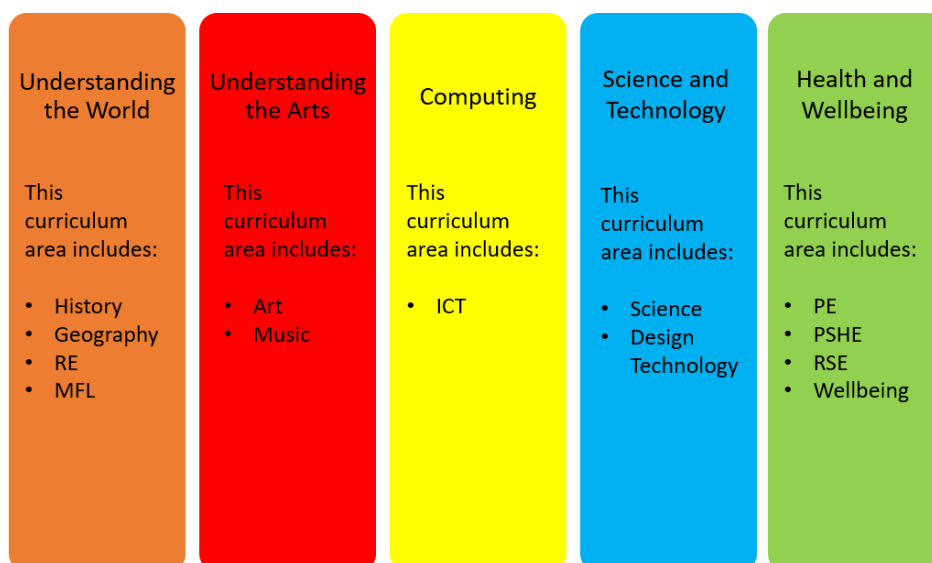 Understanding
the World
This
curriculum
area includes:
• History
• Geography
• RE
• MFL
Understanding
the Arts
This
curriculum
area includes:
• Art
• Music
Computing
This
curriculum
area includes:
• ICT
Science and
Technology
This
curriculum
area includes:
• Science
• Design
Technology
Health and
Wellbeing
This
curriculum
area includes:
• PE
• PSHE
• RSE
• Wellbeing